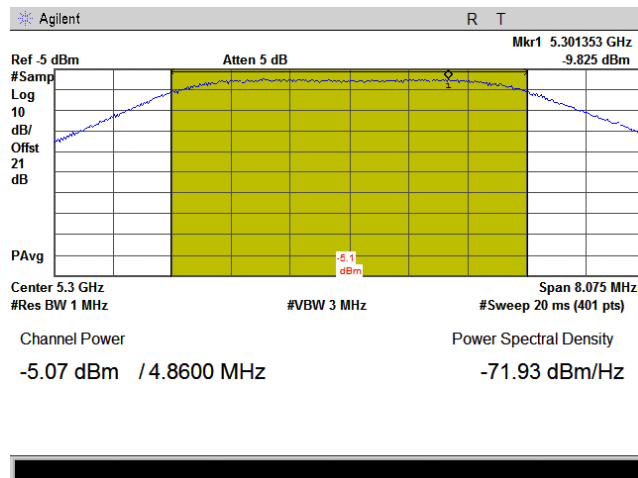 Agilent R T
Mkr1 5.301353 GHz
Ref -5 dBm Atten 5 dB -9.825 dBm
#Samp
Log
10
dB/
Offst
21
dB
1
PAvg
-5.1
dBm
Center 5.3 GHz Span 8.075 MHz
#Res BW 1 MHz #VBW 3 MHz #Sweep 20 ms (401 pts)
Channel Power Power Spectral Density
-5.07 dBm / 4.8600 MHz -71.93 dBm/Hz